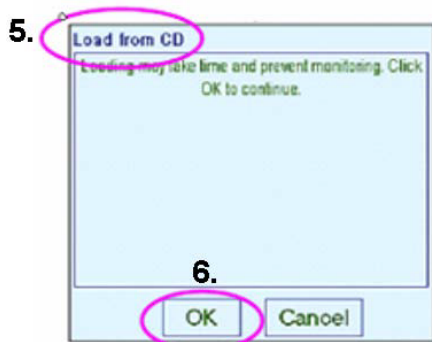 5.
Load from CD
Loading may take time and prevent monitoring. Click
OK to continue.
6.
OK Cancel